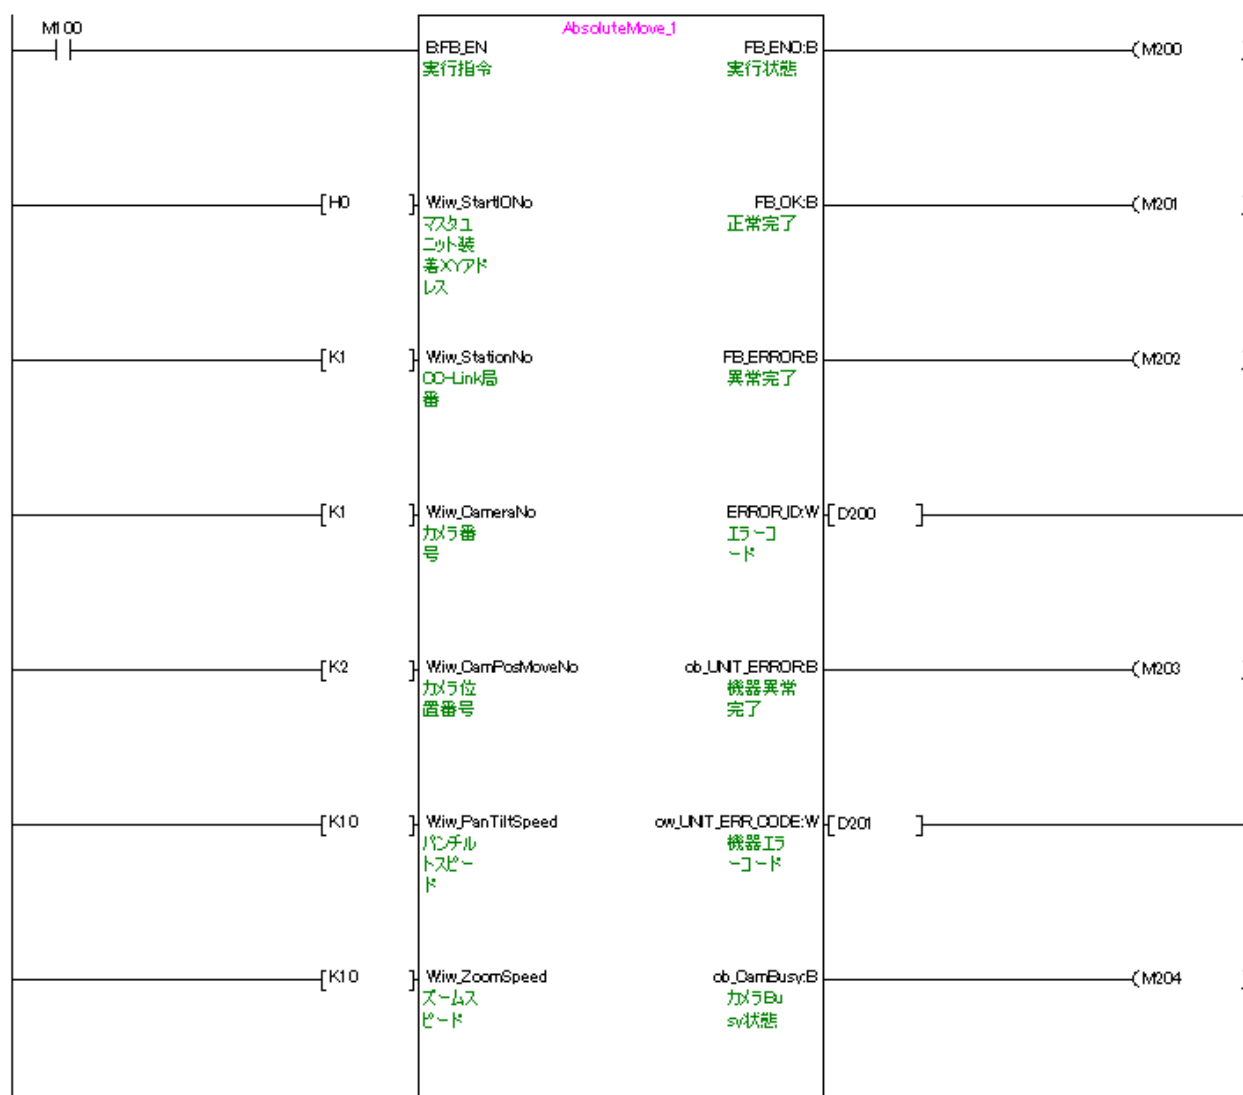 AbsoluteMove_1
M100
B:FB_EN
実行指令
FB_ENO:B
実行状態
M200
[ H0 ]
W:iw_StartIONo
マスタユ
ニット装
着XYアド
レス
FB_OK:B
正常完了
M201
[ K1 ]
W:iw_StationNo
CC-Link局
番
FB_ERROR:B
異常完了
M202
[ K1 ]
W:iw_CameraNo
カメラ番
号
ERROR_ID:W
エラーコ
ード
[ D200 ]
[ K2 ]
W:iw_CamPosMoveNo
カメラ位
置番号
ob_UNIT_ERROR:B
機器異常
完了
M203
[ K10 ]
W:iw_PanTiltSpeed
パンチル
トスピー
ド
ow_UNIT_ERR_CODE:W
機器エラ
ーコード
[ D201 ]
[ K10 ]
W:iw_ZoomSpeed
ズームス
ピード
ob_CamBusy:B
カメラBu
sy状態
M204